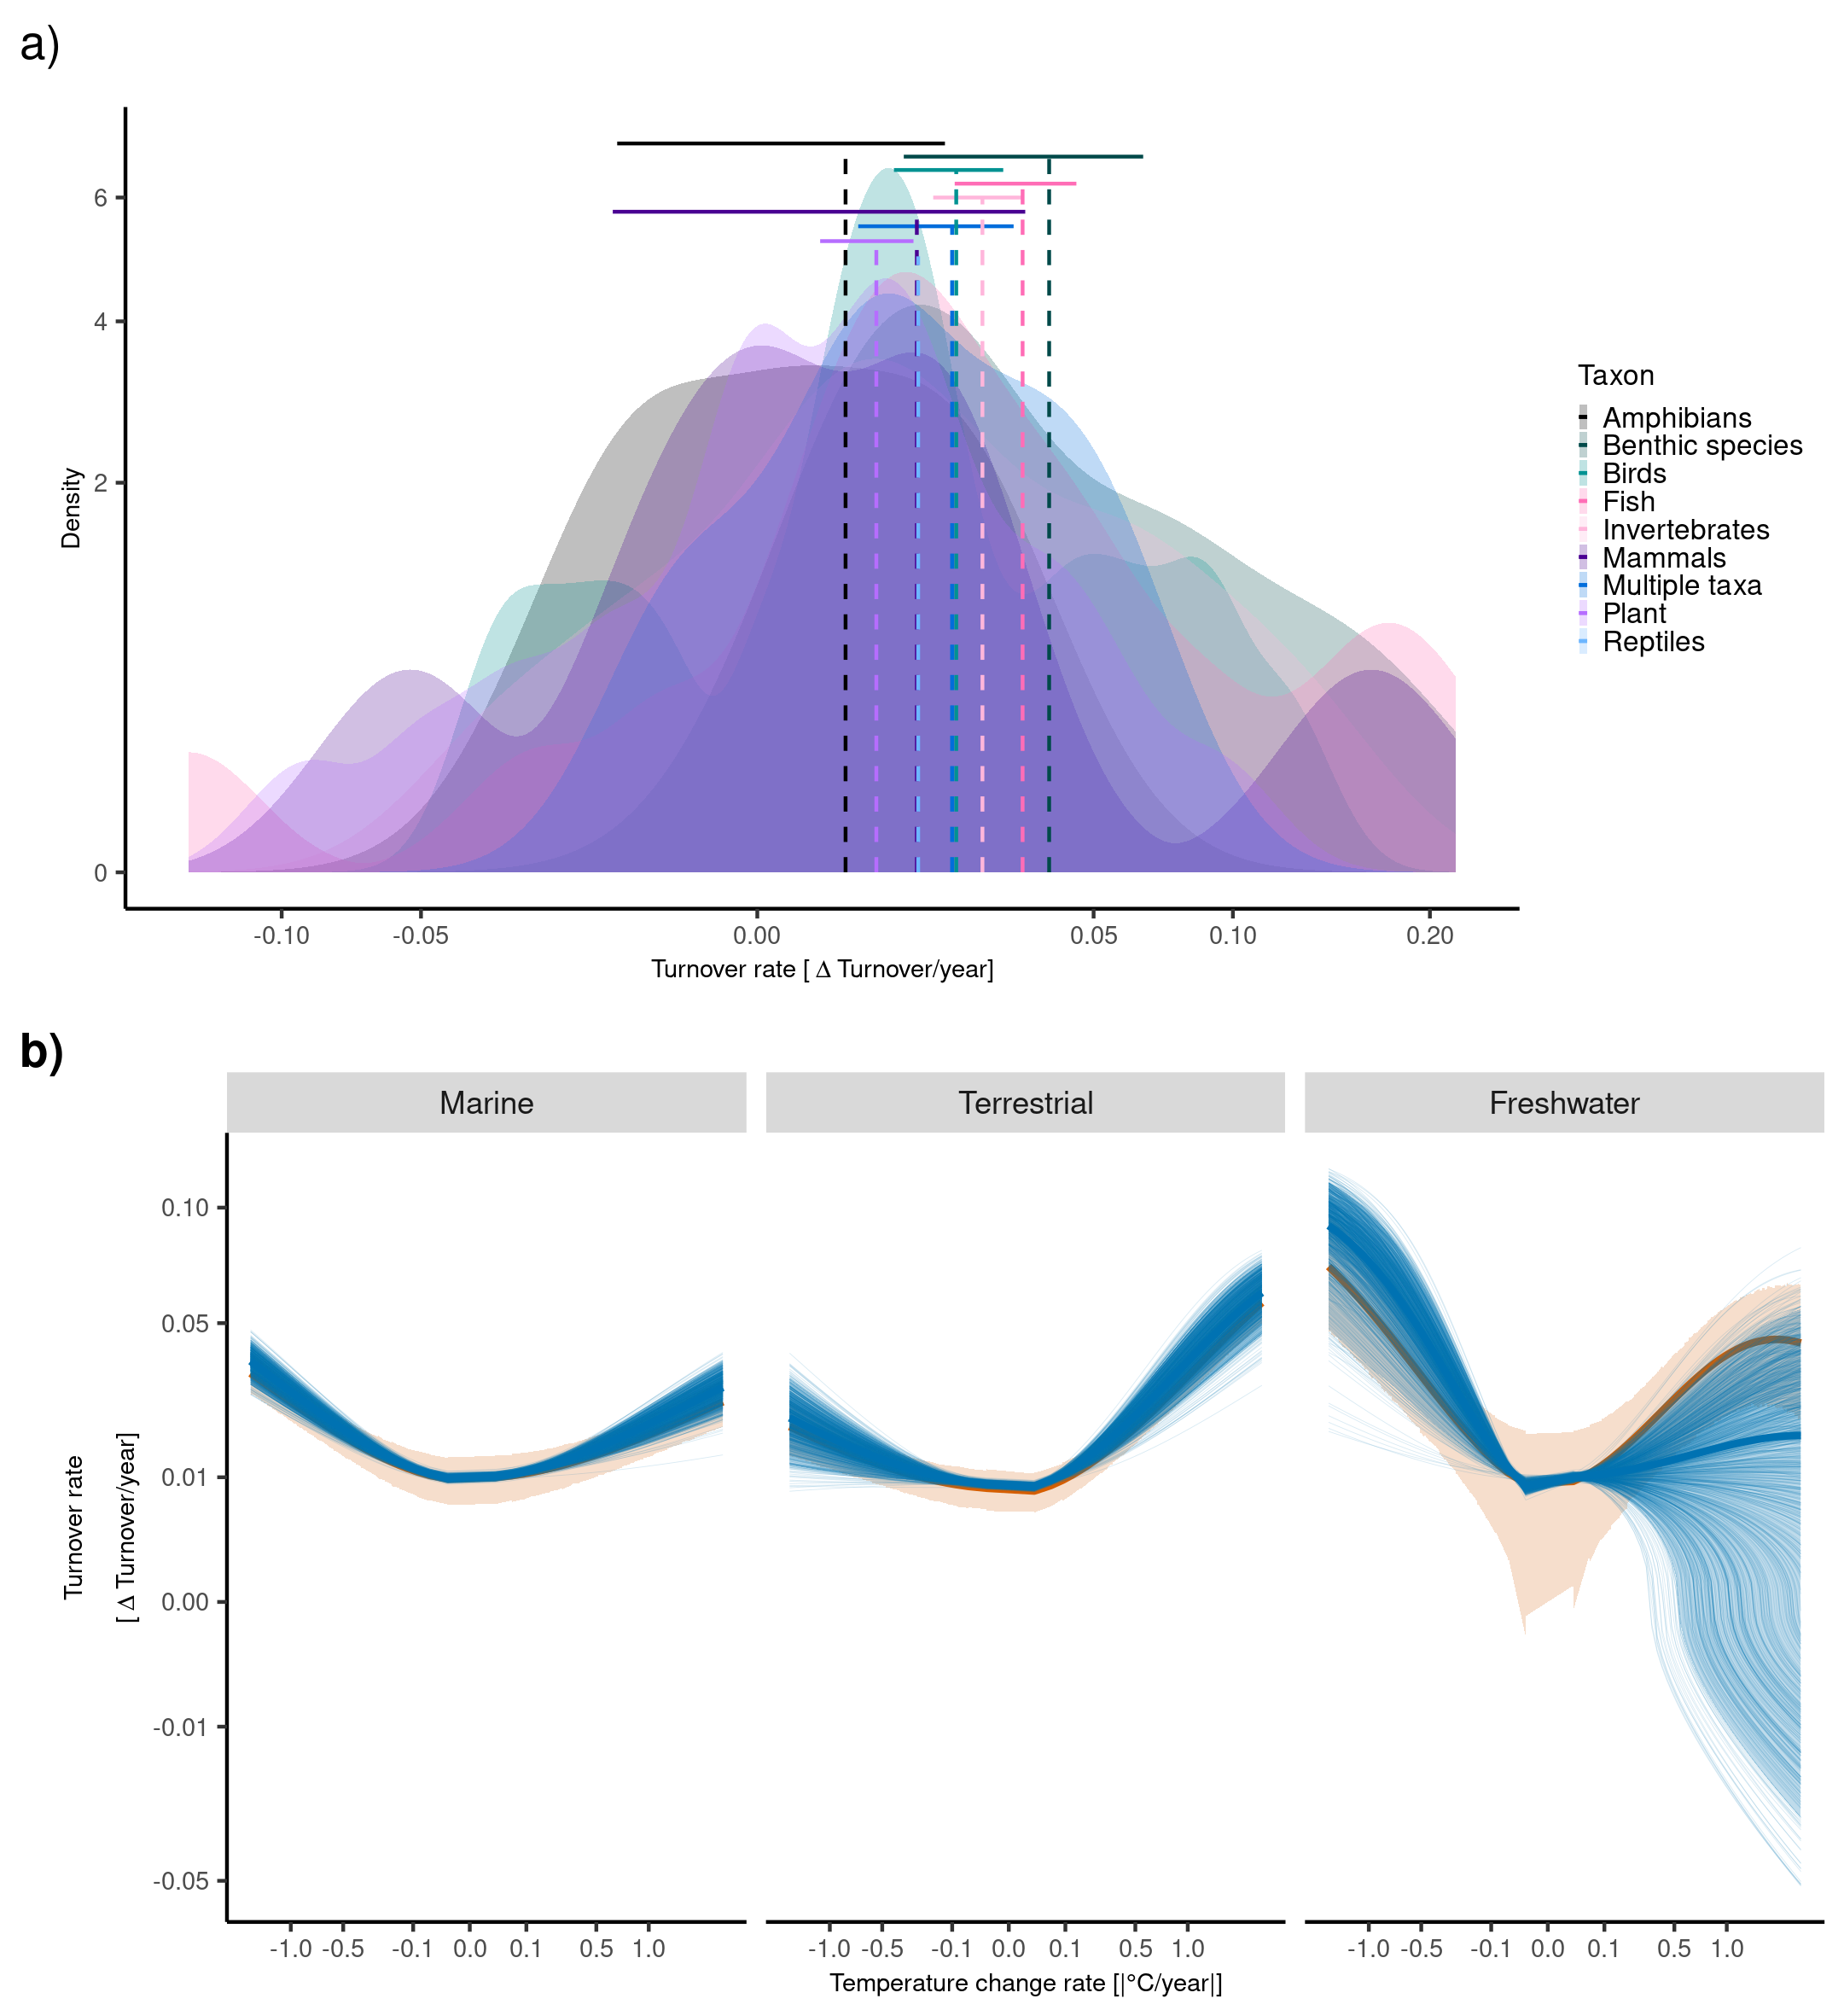 a)
6
4
2
0
Density
-0.10
-0.05
0.00
0.05
0.10
0.20
Turnover rate [ Δ Turnover/year]
Taxon
Amphibians
Benthic species
Birds
Fish
Invertebrates
Mammals
Multiple taxa
Plant
Reptiles
b)
Marine
Terrestrial
Freshwater
0.10
0.05
0.01
0.00
-0.01
-0.05
Turnover rate
[ Δ Turnover/year]
-1.0 -0.5 -0.1 0.0 0.1 0.5 1.0
-1.0 -0.5 -0.1 0.0 0.1 0.5 1.0
-1.0 -0.5 -0.1 0.0 0.1 0.5 1.0
Temperature change rate [|°C/year|]